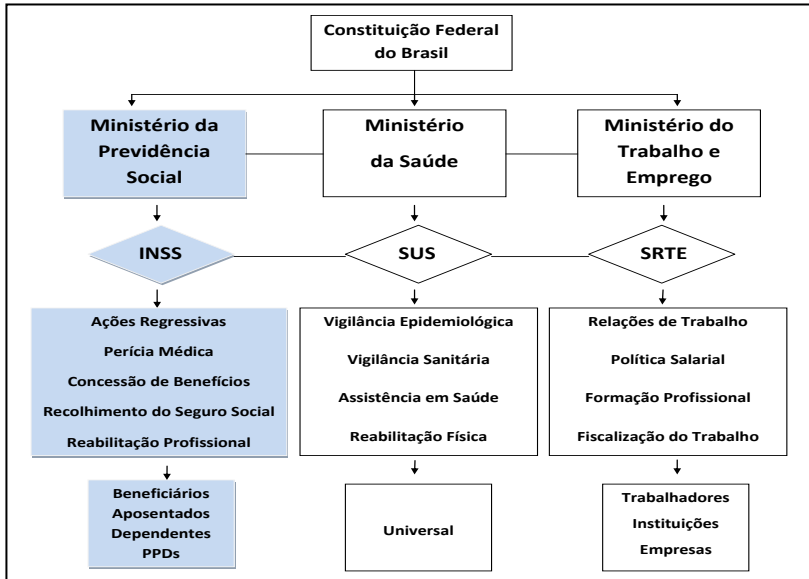 Constituição Federal
do Brasil
Ministério da
Previdência
Social
Ministério
da Saúde
Ministério do
Trabalho e
Emprego
INSS
SUS
SRTE
Ações Regressivas
Perícia Médica
Concessão de Benefícios
Recolhimento do Seguro Social
Reabilitação Profissional
Vigilância Epidemiológica
Vigilância Sanitária
Assistência em Saúde
Reabilitação Física
Relações de Trabalho
Política Salarial
Formação Profissional
Fiscalização do Trabalho
Beneficiários
Aposentados
Dependentes
PPDs
Universal
Trabalhadores
Instituições
Empresas